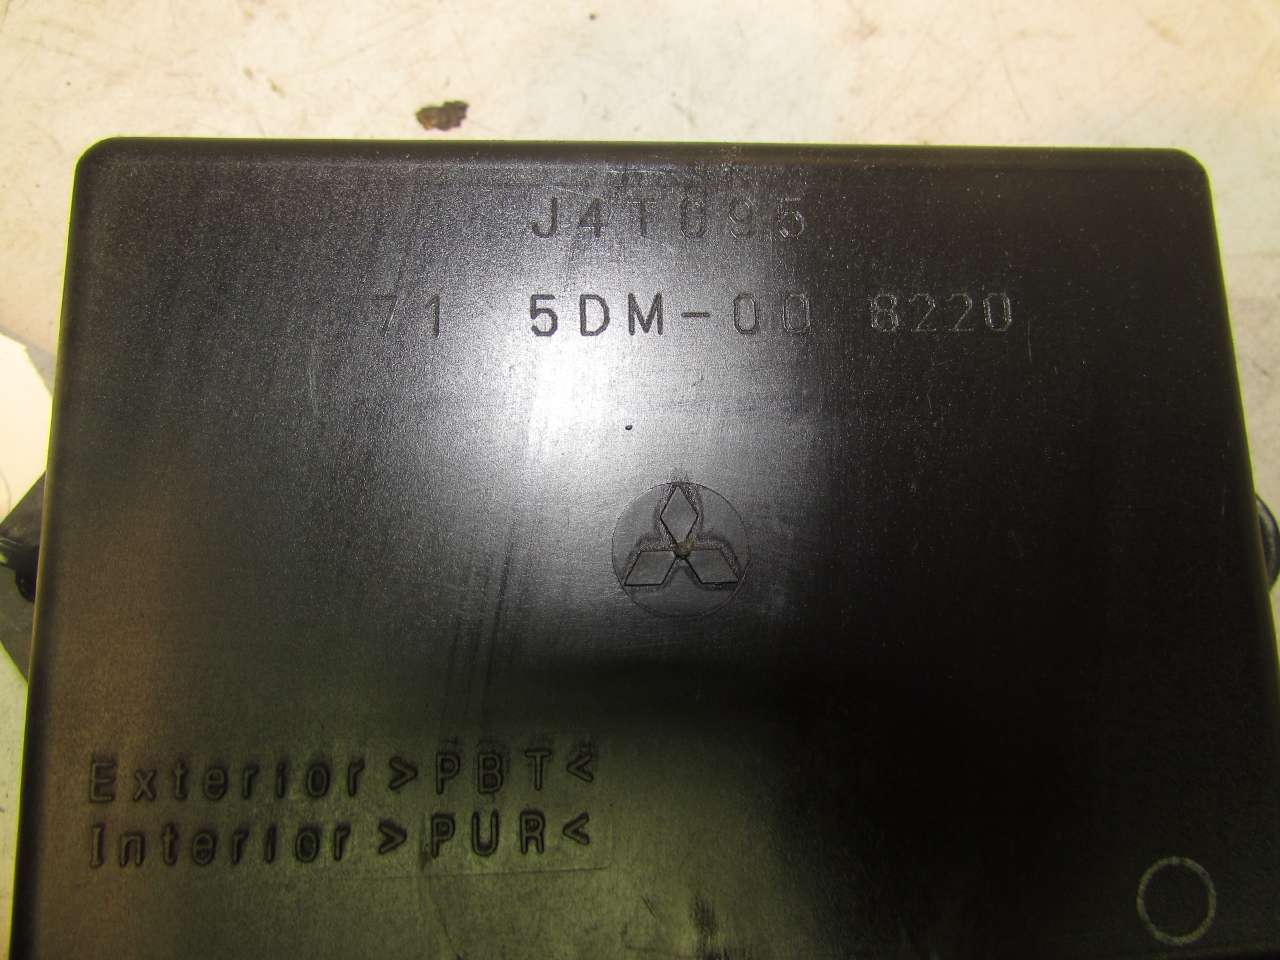 J4T095
71 5DM-00 8220
Exterior>PBT<
Interior>PUR<